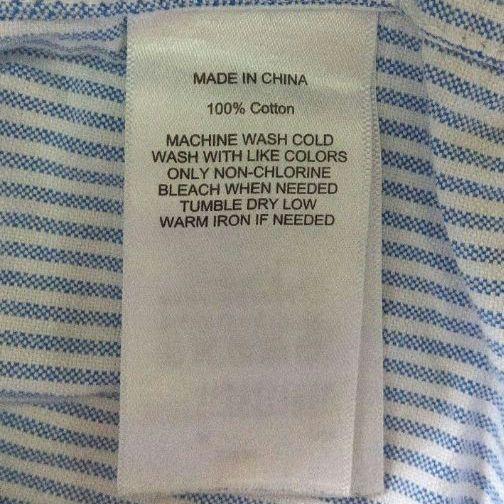 MADE IN CHINA
100% Cotton
MACHINE WASH COLD
WASH WITH LIKE COLORS
ONLY NON-CHLORINE
BLEACH WHEN NEEDED
TUMBLE DRY LOW
WARM IRON IF NEEDED